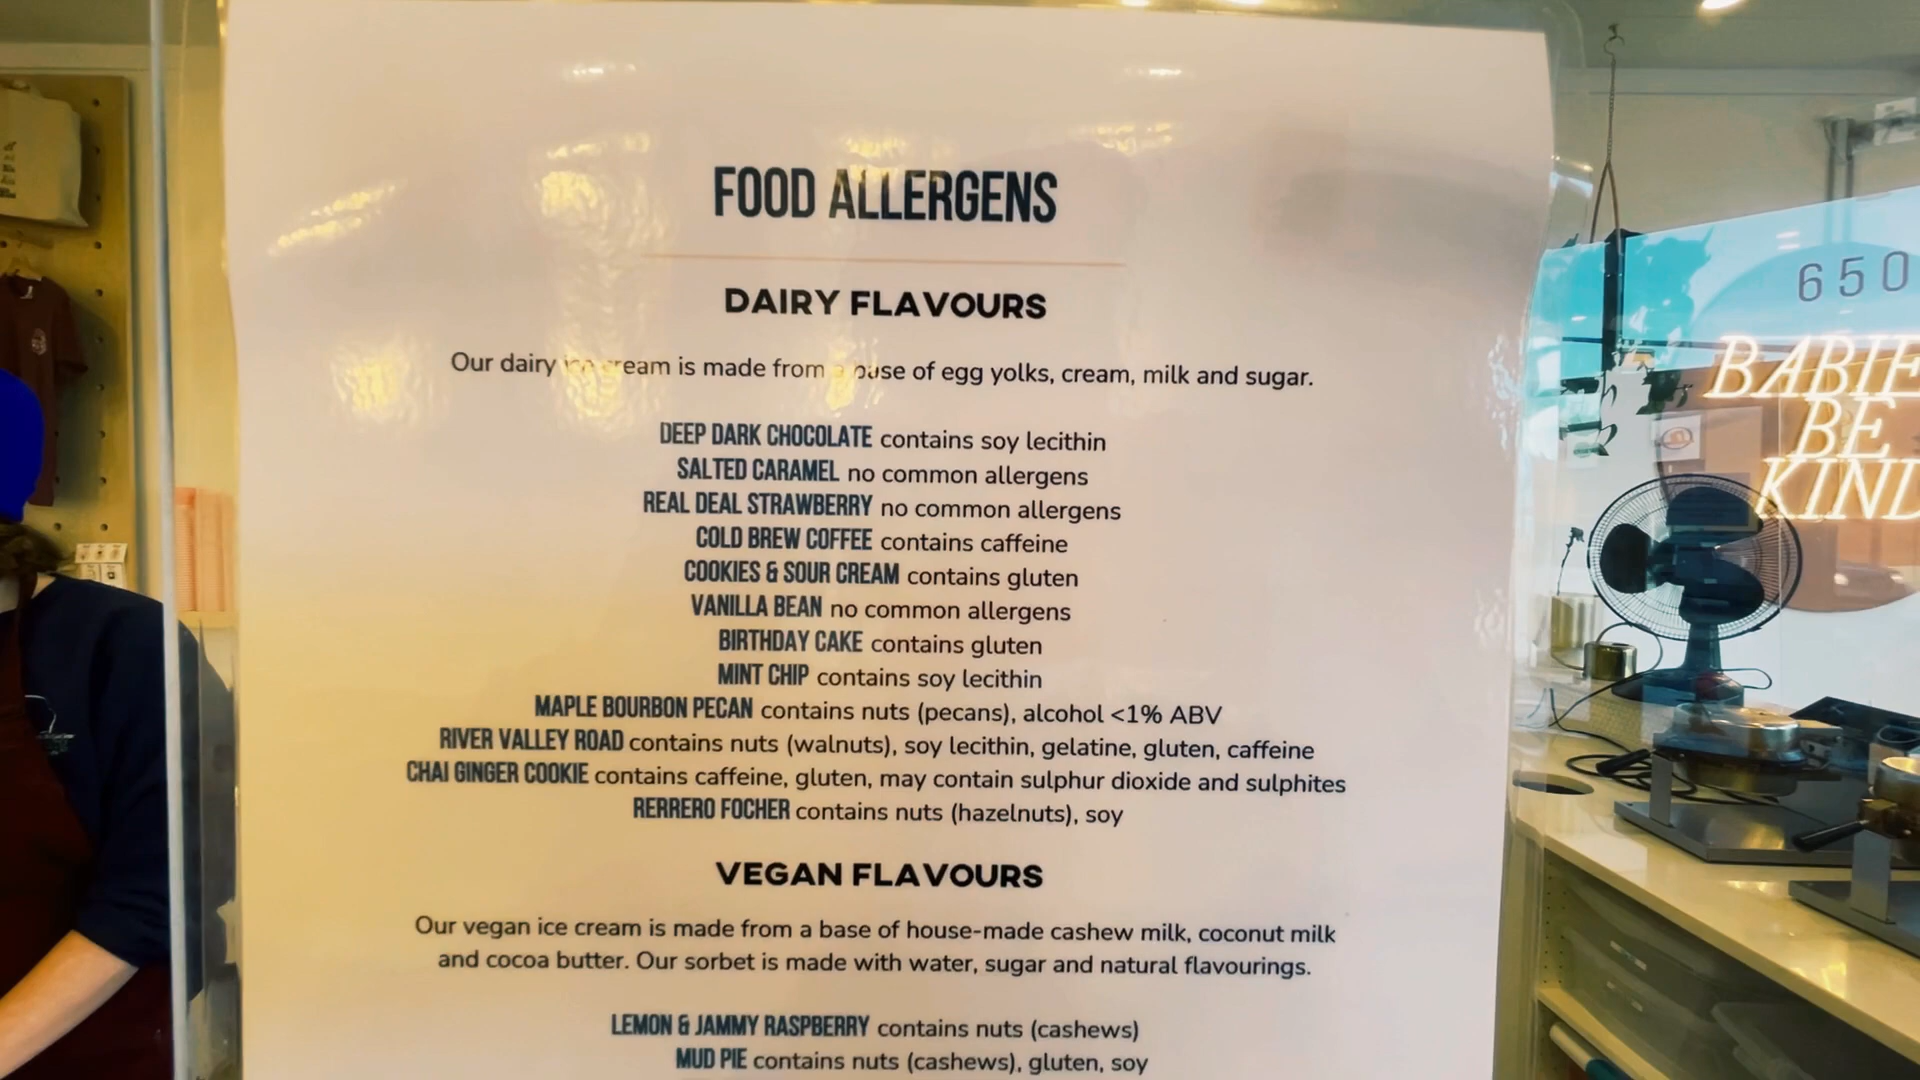 FOOD ALLERGENS
DAIRY FLAVOURS
Our dairy ice cream is made from a base of egg yolks, cream, milk and sugar.
DEEP DARK CHOCOLATE contains soy lecithin
SALTED CARAMEL no common allergens
REAL DEAL STRAWBERRY no common allergens
COLD BREW COFFEE contains caffeine
COOKIES & SOUR CREAM contains gluten
VANILLA BEAN no common allergens
BIRTHDAY CAKE contains gluten
MINT CHIP contains soy lecithin
MAPLE BOURBON PECAN contains nuts (pecans), alcohol <1% ABV
RIVER VALLEY ROAD contains nuts (walnuts), soy lecithin, gelatine, gluten, caffeine
CHAI GINGER COOKIE contains caffeine, gluten, may contain sulphur dioxide and sulphites
RERRERO FOCHER contains nuts (hazelnuts), soy
VEGAN FLAVOURS
Our vegan ice cream is made from a base of house-made cashew milk, coconut milk
and cocoa butter. Our sorbet is made with water, sugar and natural flavourings.
LEMON & JAMMY RASPBERRY contains nuts (cashews)
MUD PIE contains nuts (cashews), gluten, soy
650
BABIE
BE
KIND